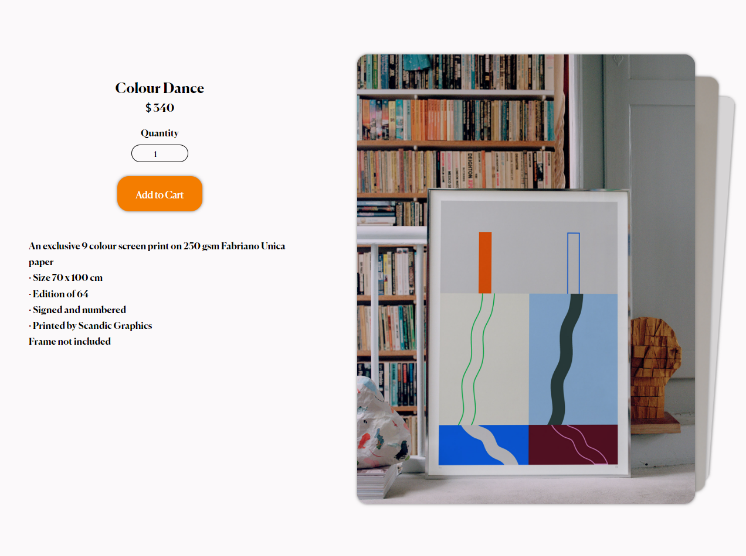 Colour Dance
$ 340
Quantity
1
Add to Cart
An exclusive 9 colour screen print on 250 gsm Fabriano Unica
paper
· Size 70 x 100 cm
· Edition of 64
· Signed and numbered
· Printed by Scandic Graphics
Frame not included
DEIGHTON